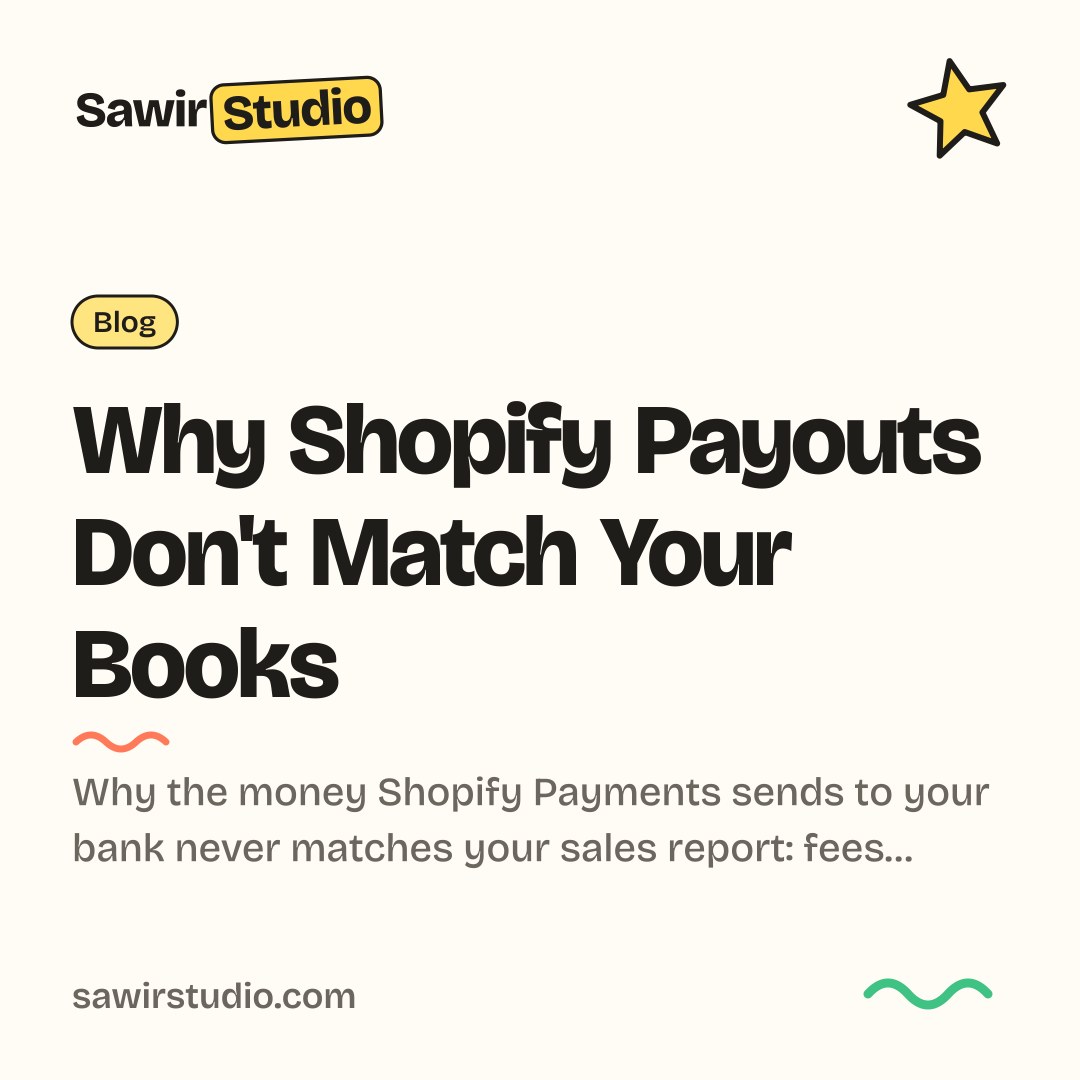 Sawir Studio
Blog
Why Shopify Payouts
Don't Match Your
Books
Why the money Shopify Payments sends to your
bank never matches your sales report: fees...
sawirstudio.com